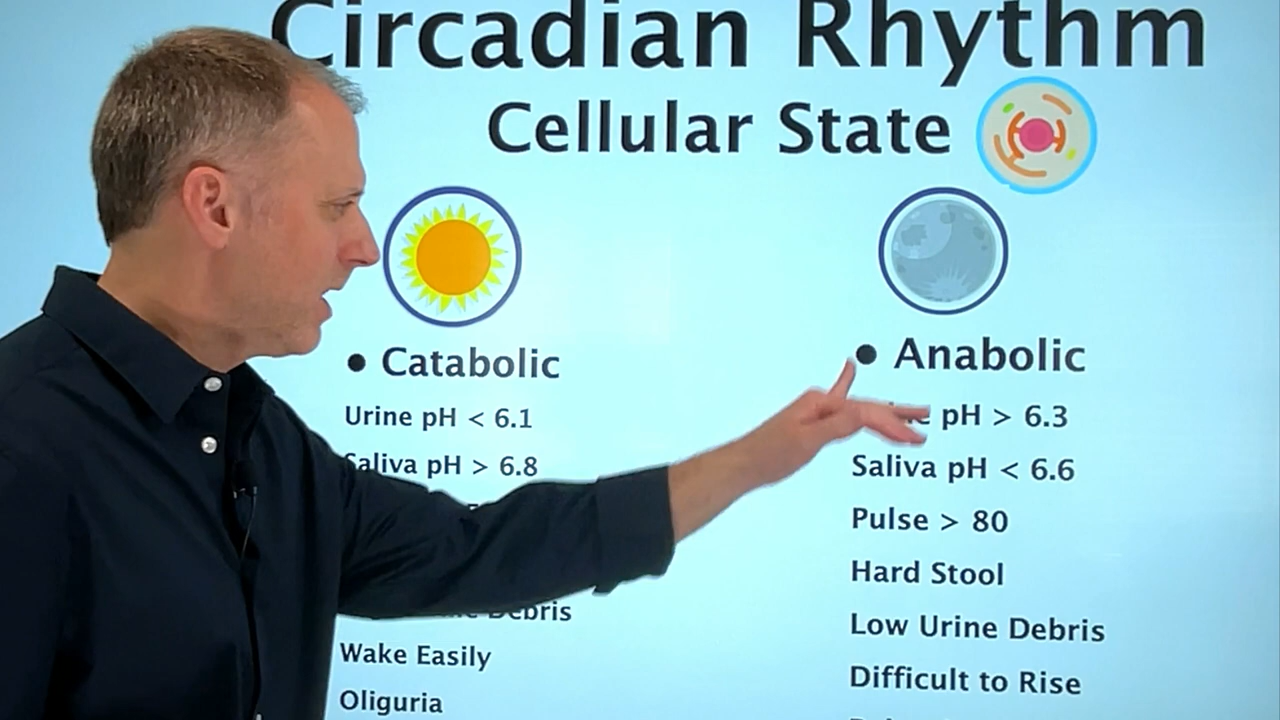 Circadian Rhythm
Cellular State
• Catabolic
Urine pH < 6.1
Saliva pH > 6.8
Debris
Wake Easily
Oliguria
• Anabolic
pH > 6.3
Saliva pH < 6.6
Pulse > 80
Hard Stool
Low Urine Debris
Difficult to Rise